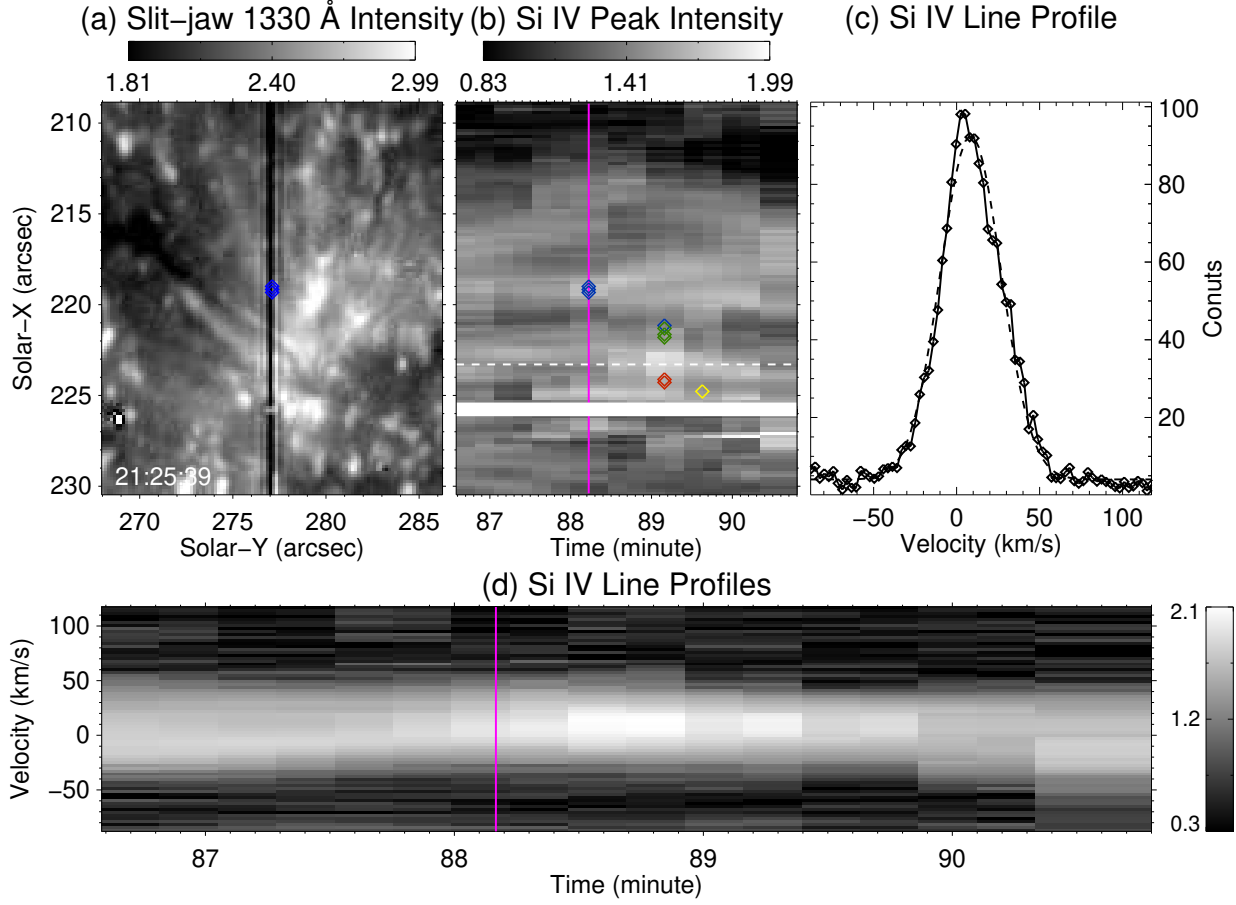 (a) Slit−jaw 1330 Å Intensity
(b) Si IV Peak Intensity
(c) Si IV Line Profile
1.81 2.40 2.99
0.83 1.41 1.99
210
215
220
225
230
Solar−X (arcsec)
21:25:39
270 275 280 285
Solar−Y (arcsec)
87 88 89 90
Time (minute)
100
80
60
40
20
Conuts
−50 0 50 100
Velocity (km/s)
(d) Si IV Line Profiles
100
50
0
−50
Velocity (km/s)
87 88 89 90
Time (minute)
2.1
1.2
0.3